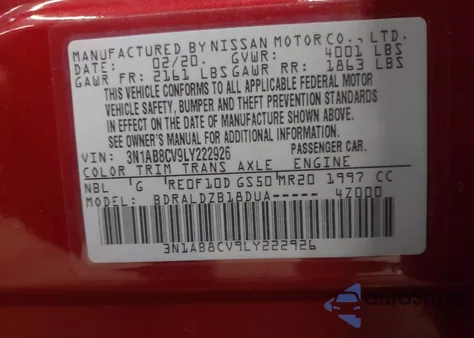 MANUFACTURED BY NISSAN MOTOR CO., LTD.
DATE: 02/20. GVWR: 4001 LBS
GAWR FR: 2161 LBS GAWR RR: 1863 LBS
THIS VEHICLE CONFORMS TO ALL APPLICABLE FEDERAL MOTOR
VEHICLE SAFETY, BUMPER AND THEFT PREVENTION STANDARDS
IN EFFECT ON THE DATE OF MANUFACTURE SHOWN ABOVE.
SEE OWNER'S MANUAL FOR ADDITIONAL INFORMATION.
VIN: 3N1AB8CV9LY222926 PASSENGER CAR.
COLOR TRIM TRANS AXLE ENGINE
NBL G RE0F10D GS50 MR20 1997 CC
MODEL: BDRALDZB18DUA----- 4Z000
3N1AB8CV9LY222926
AutoShop